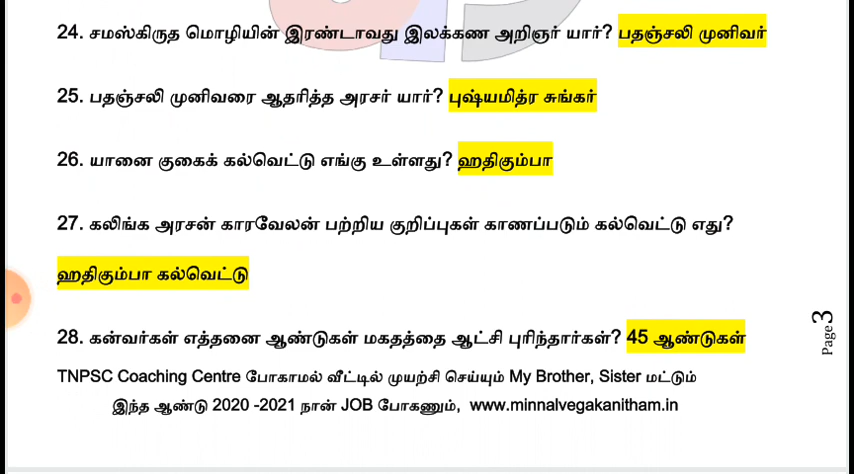 24. சமஸ்கிருத மொழியின் இரண்டாவது இலக்கண அறிஞர் யார்? பதஞ்சலி முனிவர்
25. பதஞ்சலி முனிவரை ஆதரித்த அரசர் யார்? புஷ்யமித்ர சுங்கர்
26. யானை குகைக் கல்வெட்டு எங்கு உள்ளது? ஹதிகும்பா
27. கலிங்க அரசன் காரவேலன் பற்றிய குறிப்புகள் காணப்படும் கல்வெட்டு எது?
ஹதிகும்பா கல்வெட்டு
28. கன்வர்கள் எத்தனை ஆண்டுகள் மகதத்தை ஆட்சி புரிந்தார்கள்? 45 ஆண்டுகள்
Page 3
TNPSC Coaching Centre போகாமல் வீட்டில் முயற்சி செய்யும் My Brother, Sister மட்டும்
இந்த ஆண்டு 2020 -2021 நான் JOB போகணும், www.minnalvegakanitham.in